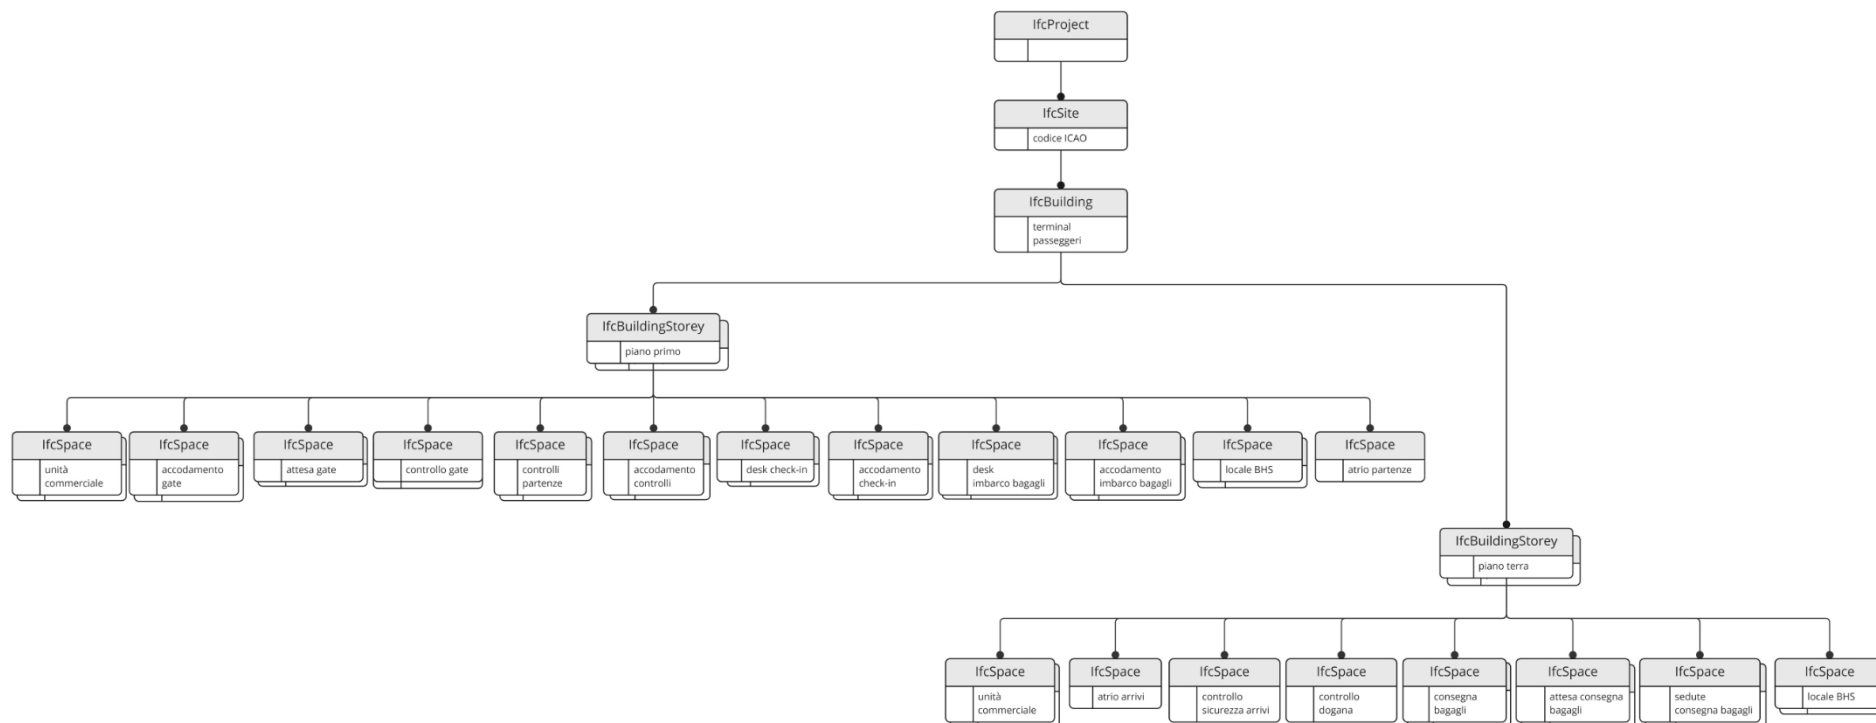 IfcProject
IfcSite
codice ICAO
IfcBuilding
terminal
passeggeri
IfcBuildingStorey
piano primo
IfcSpace
unità
commerciale
IfcSpace
accodamento
gate
IfcSpace
attesa gate
IfcSpace
controllo gate
IfcSpace
controlli
partenze
IfcSpace
accodamento
controlli
IfcSpace
desk check-in
IfcSpace
accodamento
check-in
IfcSpace
desk
imbarco bagagli
IfcSpace
accodamento
imbarco bagagli
IfcSpace
locale BHS
IfcSpace
atrio partenze
IfcBuildingStorey
piano terra
IfcSpace
unità
commerciale
IfcSpace
atrio arrivi
IfcSpace
controllo
sicurezza arrivi
IfcSpace
controllo
dogana
IfcSpace
consegna
bagagli
IfcSpace
attesa consegna
bagagli
IfcSpace
sedute
consegna bagagli
IfcSpace
locale BHS